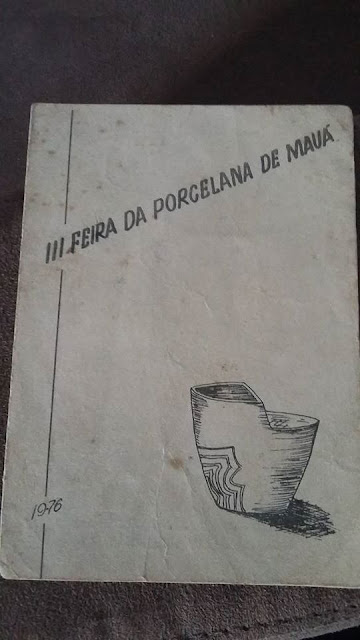 III FEIRA DA PORCELANA DE MAUÁ
1976